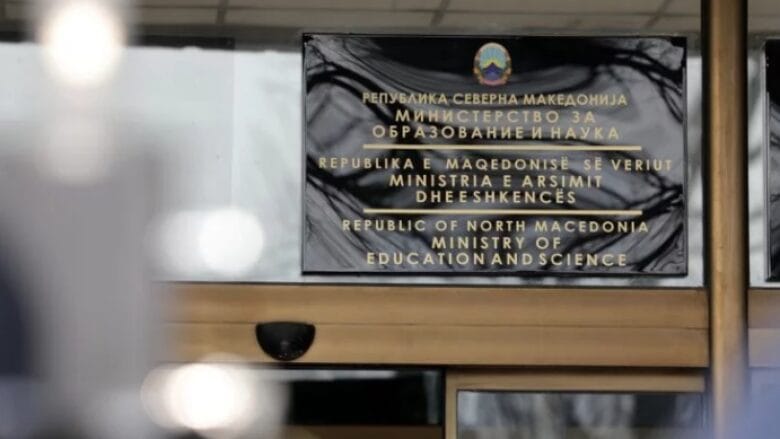 РЕПУБЛИКА СЕВЕРНА МАКЕДОНИЈА
МИНИСТЕРСТВО ЗА
ОБРАЗОВАНИЕ И НАУКА
REPUBLIKA E MAQEDONISË SË VERIUT
MINISTRIA E ARSIMIT
DHE E SHKENCËS
REPUBLIC OF NORTH MACEDONIA
MINISTRY OF
EDUCATION AND SCIENCE